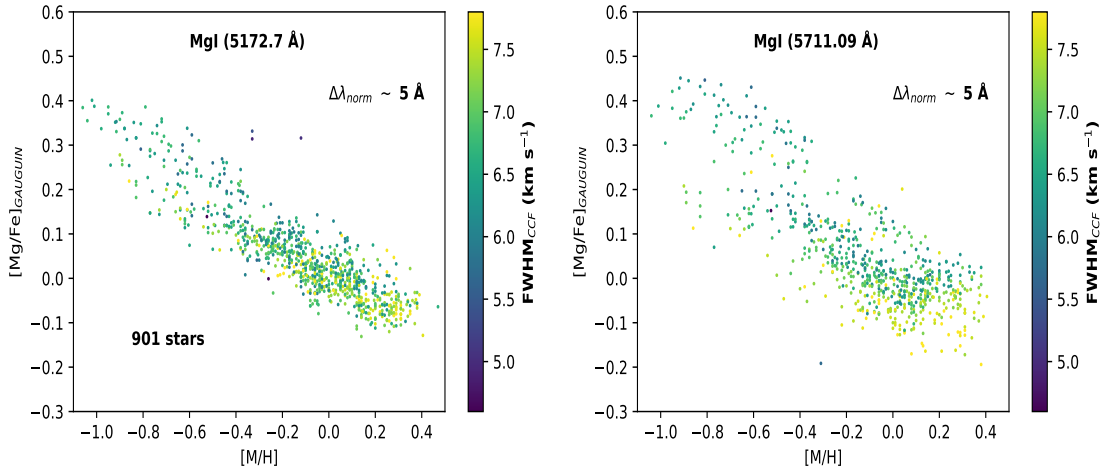 MgI (5172.7 Å)
Δλnorm ~ 5 Å
901 stars
0.6
0.5
0.4
0.3
0.2
0.1
0.0
−0.1
−0.2
−0.3
−1.0 −0.8 −0.6 −0.4 −0.2 0.0 0.2 0.4
[M/H]
[Mg/Fe]GAUGUIN
7.5
7.0
6.5
6.0
5.5
5.0
FWHMCCF (km s⁻¹)
MgI (5711.09 Å)
Δλnorm ~ 5 Å
0.6
0.5
0.4
0.3
0.2
0.1
0.0
−0.1
−0.2
−0.3
−1.0 −0.8 −0.6 −0.4 −0.2 0.0 0.2 0.4
[M/H]
[Mg/Fe]GAUGUIN
7.5
7.0
6.5
6.0
5.5
5.0
FWHMCCF (km s⁻¹)